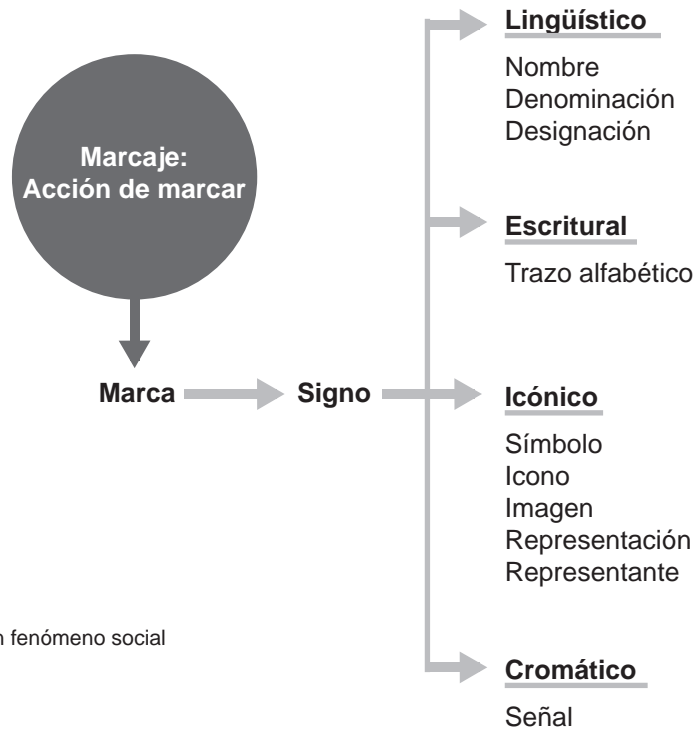 Marcaje:
Acción de marcar
Marca
Signo
Lingüístico
Nombre
Denominación
Designación
Escritural
Trazo alfabético
Icónico
Símbolo
Icono
Imagen
Representación
Representante
Cromático
Señal
fenómeno social